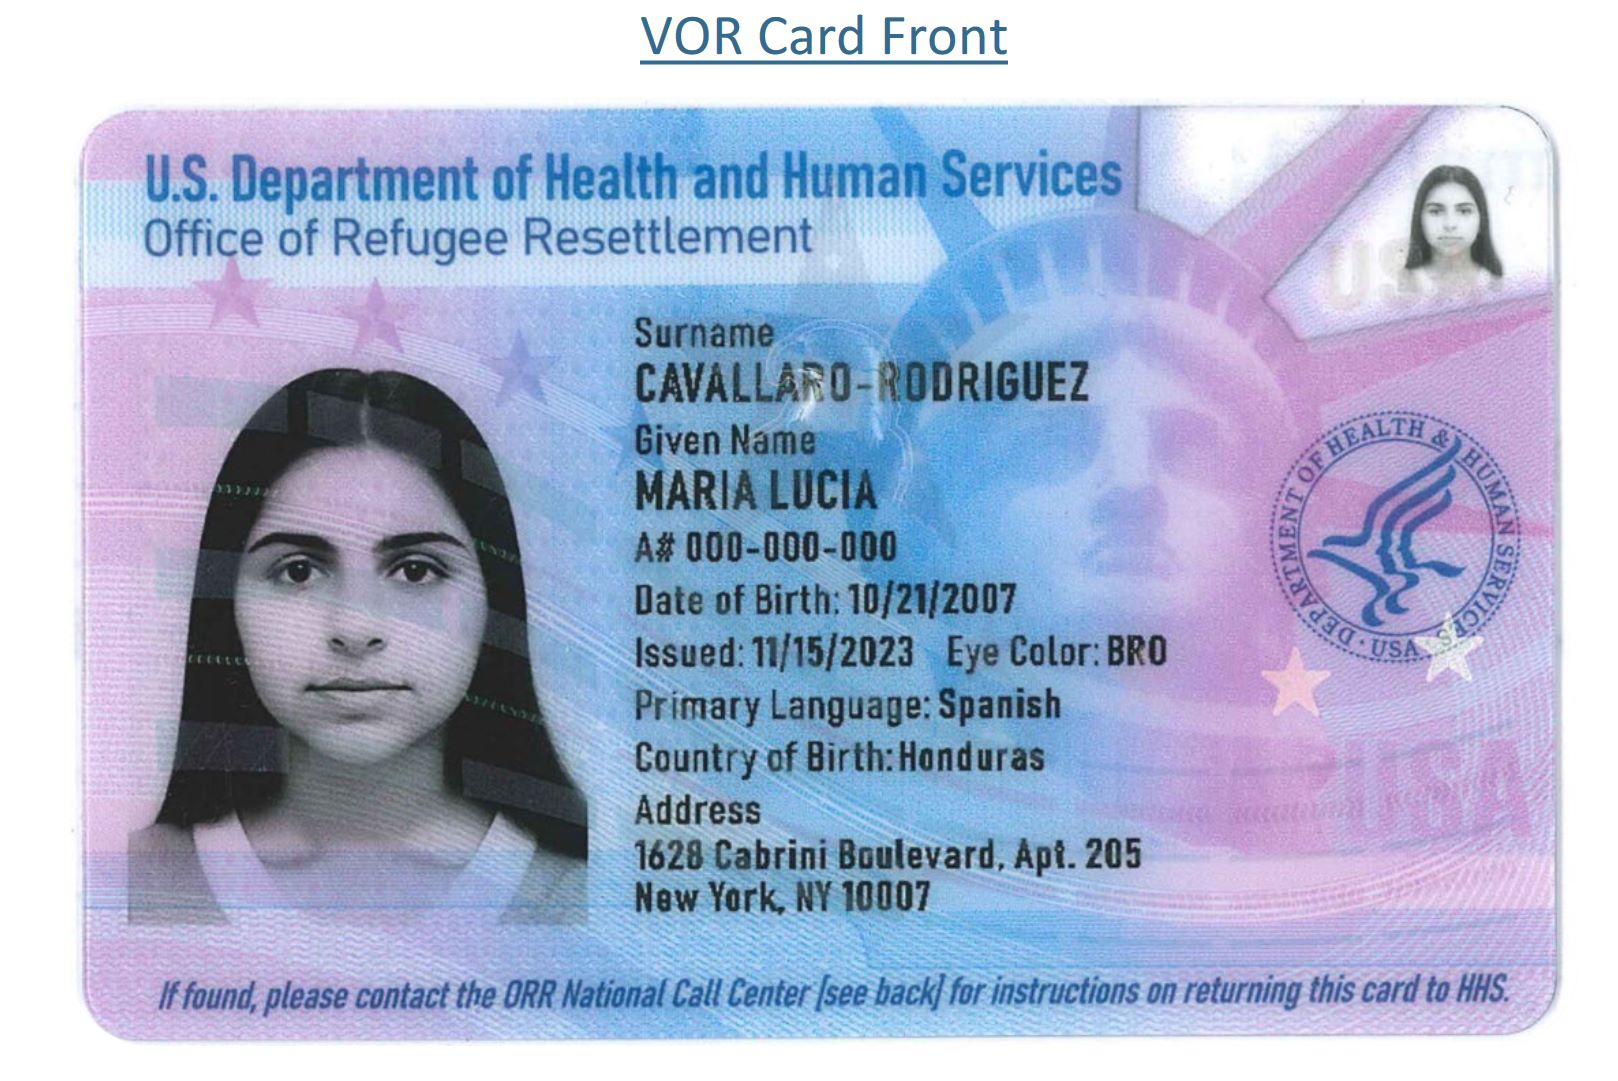 VOR Card Front
U.S. Department of Health and Human Services
Office of Refugee Resettlement
USA
Surname
CAVALLARO-RODRIGUEZ
Given Name
MARIA LUCIA
A# 000-000-000
Date of Birth: 10/21/2007
Issued: 11/15/2023 Eye Color: BRO
Primary Language: Spanish
Country of Birth: Honduras
Address
1628 Cabrini Boulevard, Apt. 205
New York, NY 10007
DEPARTMENT OF HEALTH & HUMAN SERVICES · USA
USA
If found, please contact the ORR National Call Center [see back] for instructions on returning this card to HHS.